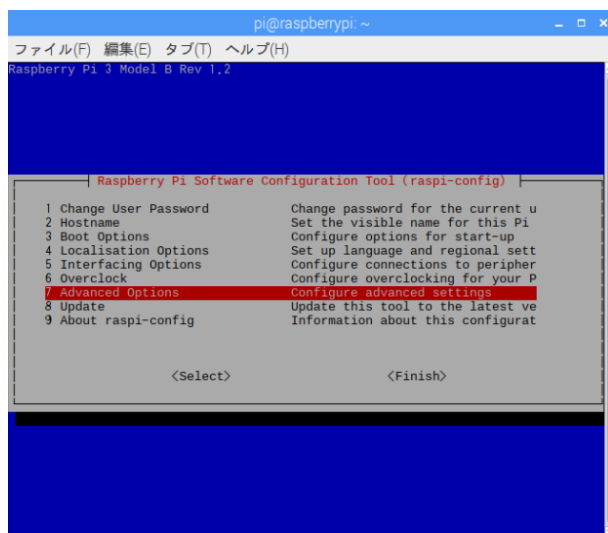 pi@raspberrypi: ~
ファイル(F) 編集(E) タブ(T) ヘルプ(H)
Raspberry Pi 3 Model B Rev 1.2
Raspberry Pi Software Configuration Tool (raspi-config)
1 Change User Password Change password for the current u
2 Hostname Set the visible name for this Pi
3 Boot Options Configure options for start-up
4 Localisation Options Set up language and regional sett
5 Interfacing Options Configure connections to peripher
6 Overclock Configure overclocking for your P
7 Advanced Options Configure advanced settings
8 Update Update this tool to the latest ve
9 About raspi-config Information about this configurat
<Select> <Finish>